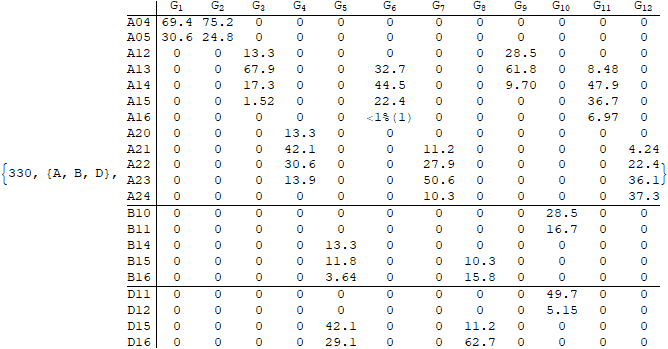 G1 G2 G3 G4 G5 G6 G7 G8 G9 G10 G11 G12
A04 69.4 75.2 0 0 0 0 0 0 0 0 0 0
A05 30.6 24.8 0 0 0 0 0 0 0 0 0 0
A12 0 0 13.3 0 0 0 0 0 28.5 0 0 0
A13 0 0 67.9 0 0 32.7 0 0 61.8 0 8.48 0
A14 0 0 17.3 0 0 44.5 0 0 9.70 0 47.9 0
A15 0 0 1.52 0 0 22.4 0 0 0 0 36.7 0
A16 0 0 0 0 0 <1%(1) 0 0 0 0 6.97 0
A20 0 0 0 13.3 0 0 0 0 0 0 0 0
A21 0 0 0 42.1 0 0 11.2 0 0 0 0 4.24
{330, {A, B, D}, A22 0 0 0 30.6 0 0 27.9 0 0 0 0 22.4 }
A23 0 0 0 13.9 0 0 50.6 0 0 0 0 36.1
A24 0 0 0 0 0 0 10.3 0 0 0 0 37.3
B10 0 0 0 0 0 0 0 0 0 28.5 0 0
B11 0 0 0 0 0 0 0 0 0 16.7 0 0
B14 0 0 0 0 13.3 0 0 0 0 0 0 0
B15 0 0 0 0 11.8 0 0 10.3 0 0 0 0
B16 0 0 0 0 3.64 0 0 15.8 0 0 0 0
D11 0 0 0 0 0 0 0 0 0 49.7 0 0
D12 0 0 0 0 0 0 0 0 0 5.15 0 0
D15 0 0 0 0 42.1 0 0 11.2 0 0 0 0
D16 0 0 0 0 29.1 0 0 62.7 0 0 0 0